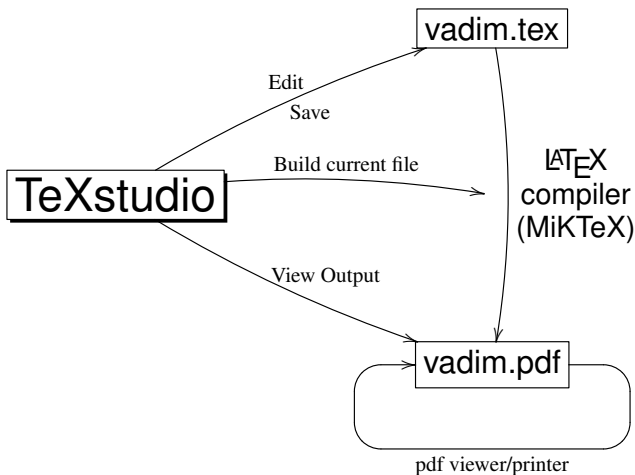 vadim.tex
Edit
Save
Build current file
TeXstudio
LATEX
compiler
(MiKTeX)
View Output
vadim.pdf
pdf viewer/printer